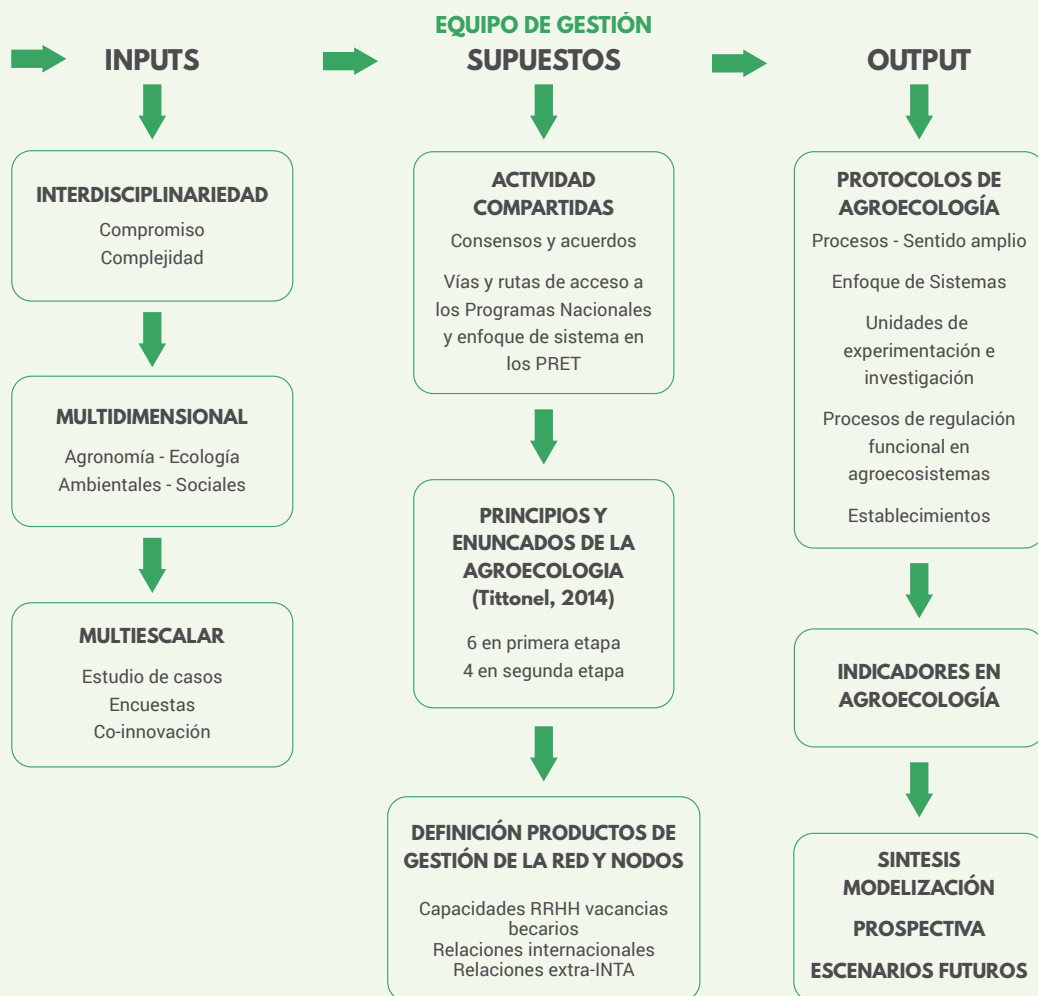 EQUIPO DE GESTIÓN
INPUTS
SUPUESTOS
OUTPUT
INTERDISCIPLINARIEDAD
Compromiso
Complejidad
MULTIDIMENSIONAL
Agronomía - Ecología
Ambientales - Sociales
MULTIESCALAR
Estudio de casos
Encuestas
Co-innovación
ACTIVIDAD
COMPARTIDAS
Consensos y acuerdos
Vías y rutas de acceso a
los Programas Nacionales
y enfoque de sistema en
los PRET
PRINCIPIOS Y
ENUNCADOS DE LA
AGROECOLOGIA
(Tittonel, 2014)
6 en primera etapa
4 en segunda etapa
DEFINICIÓN PRODUCTOS DE
GESTIÓN DE LA RED Y NODOS
Capacidades RRHH vacancias
becarios
Relaciones internacionales
Relaciones extra-INTA
PROTOCOLOS DE
AGROECOLOGÍA
Procesos - Sentido amplio
Enfoque de Sistemas
Unidades de
experimentación e
investigación
Procesos de regulación
funcional en
agroecosistemas
Establecimientos
INDICADORES EN
AGROECOLOGÍA
SINTESIS
MODELIZACIÓN
PROSPECTIVA
ESCENARIOS FUTUROS